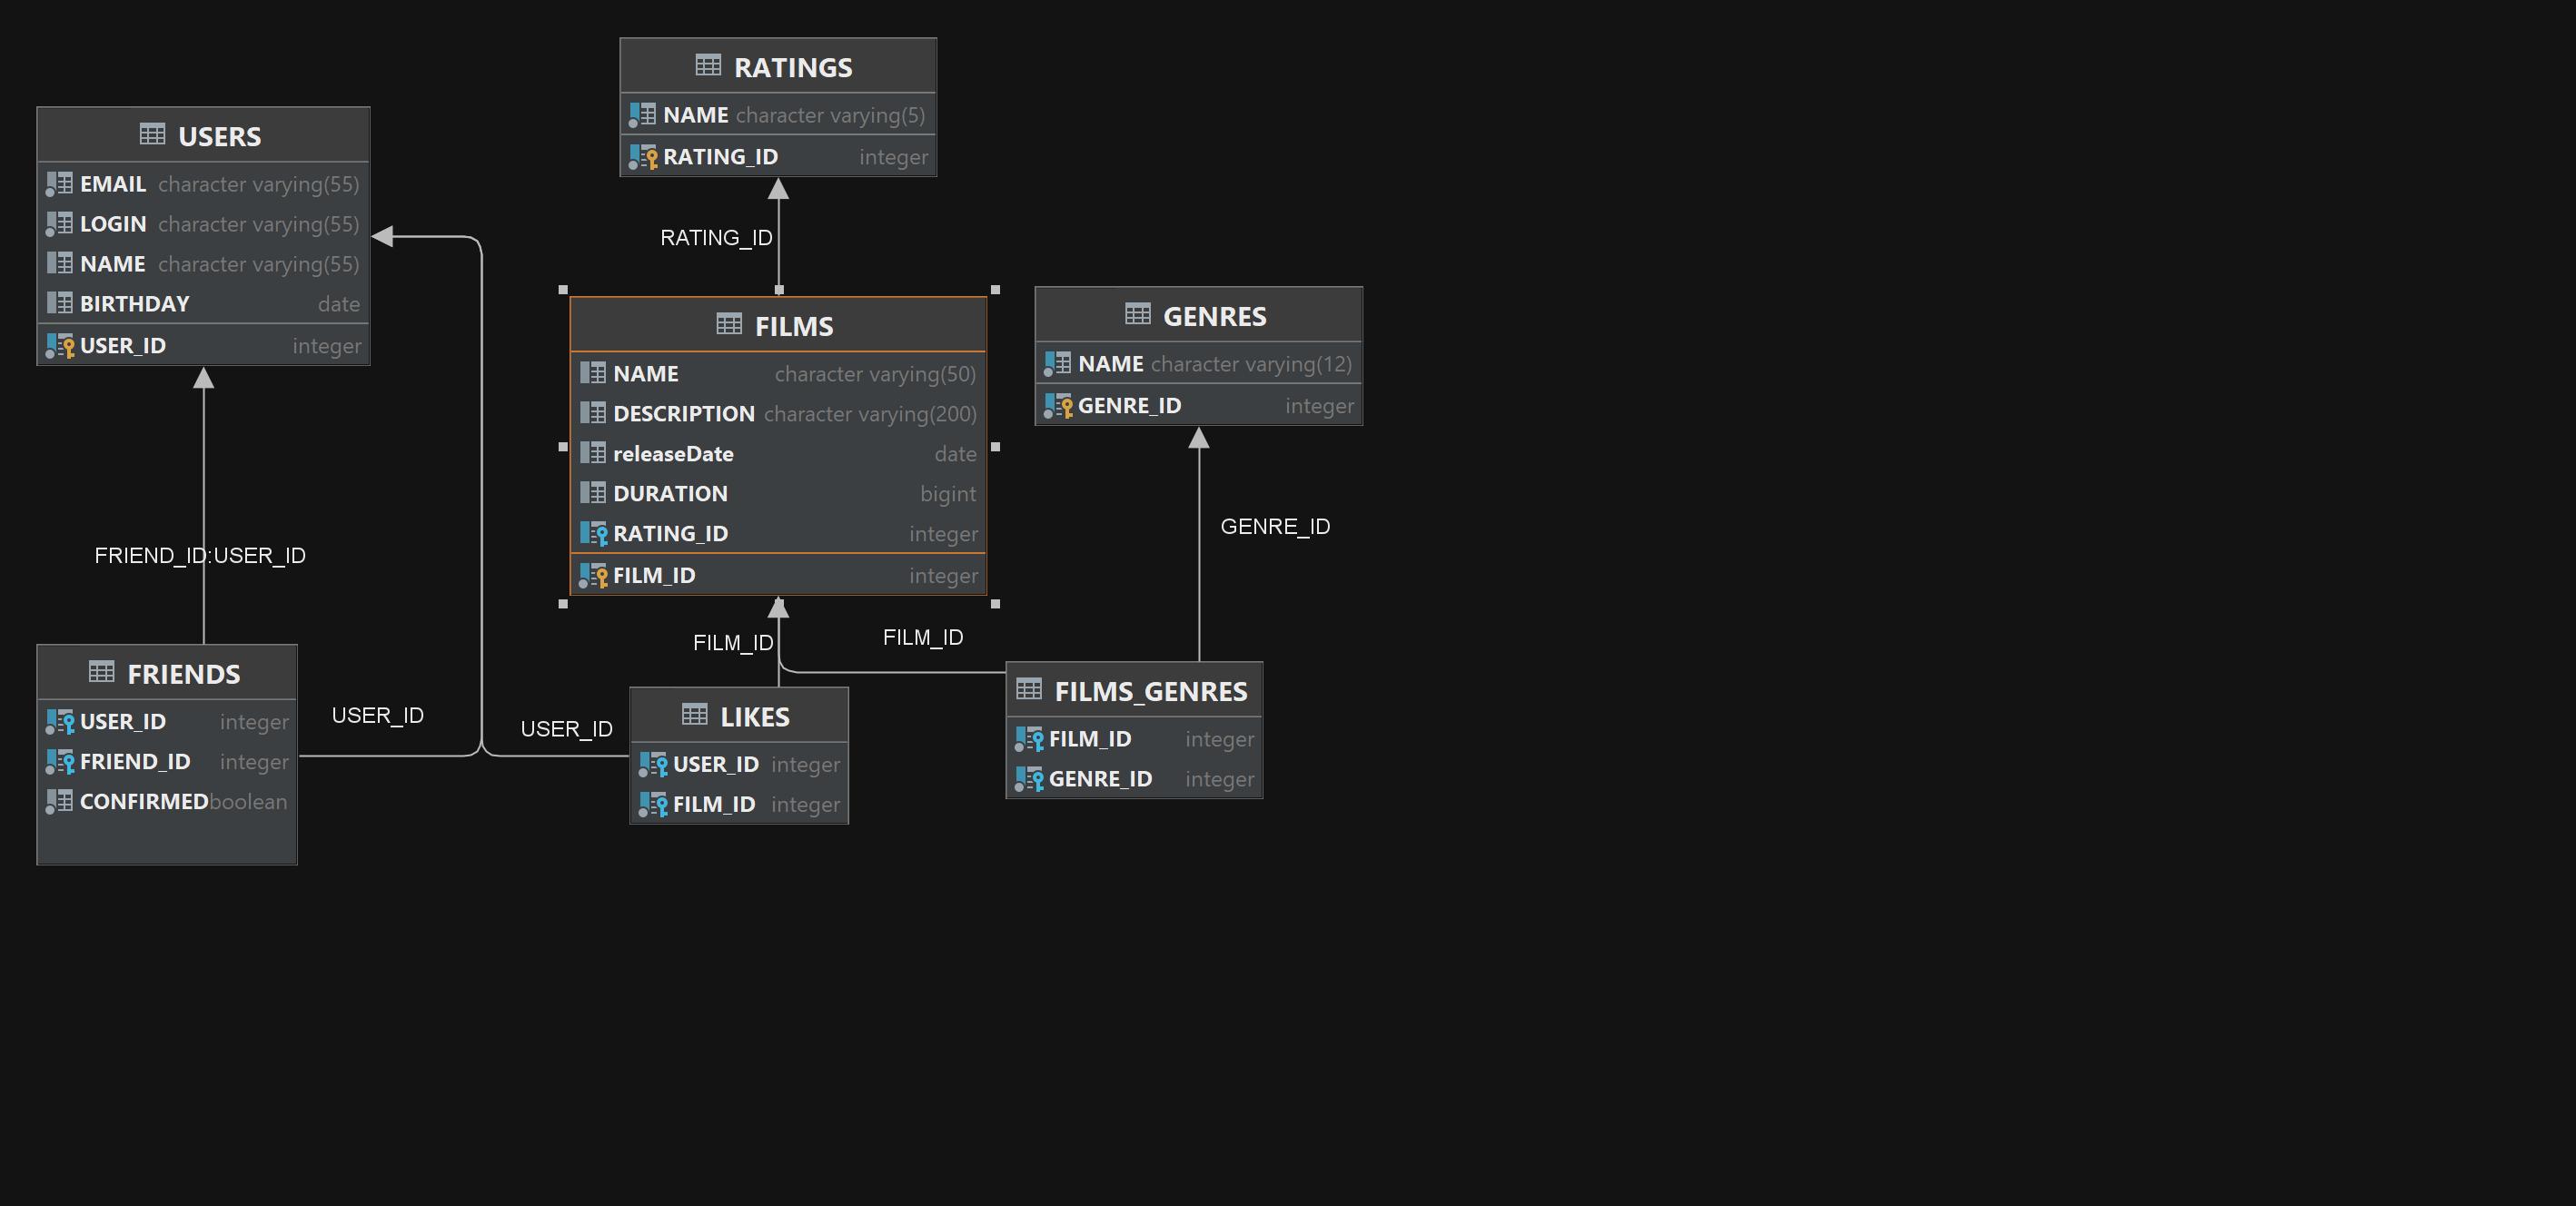 RATINGS
NAME character varying(5)
RATING_ID integer
USERS
EMAIL character varying(55)
LOGIN character varying(55)
NAME character varying(55)
BIRTHDAY date
USER_ID integer
RATING_ID
FILMS
NAME character varying(50)
DESCRIPTION character varying(200)
releaseDate date
DURATION bigint
RATING_ID integer
FILM_ID integer
GENRES
NAME character varying(12)
GENRE_ID integer
GENRE_ID
FRIEND_ID:USER_ID
FILM_ID
FILM_ID
FRIENDS
USER_ID integer
FRIEND_ID integer
CONFIRMED boolean
USER_ID
USER_ID
LIKES
USER_ID integer
FILM_ID integer
FILMS_GENRES
FILM_ID integer
GENRE_ID integer